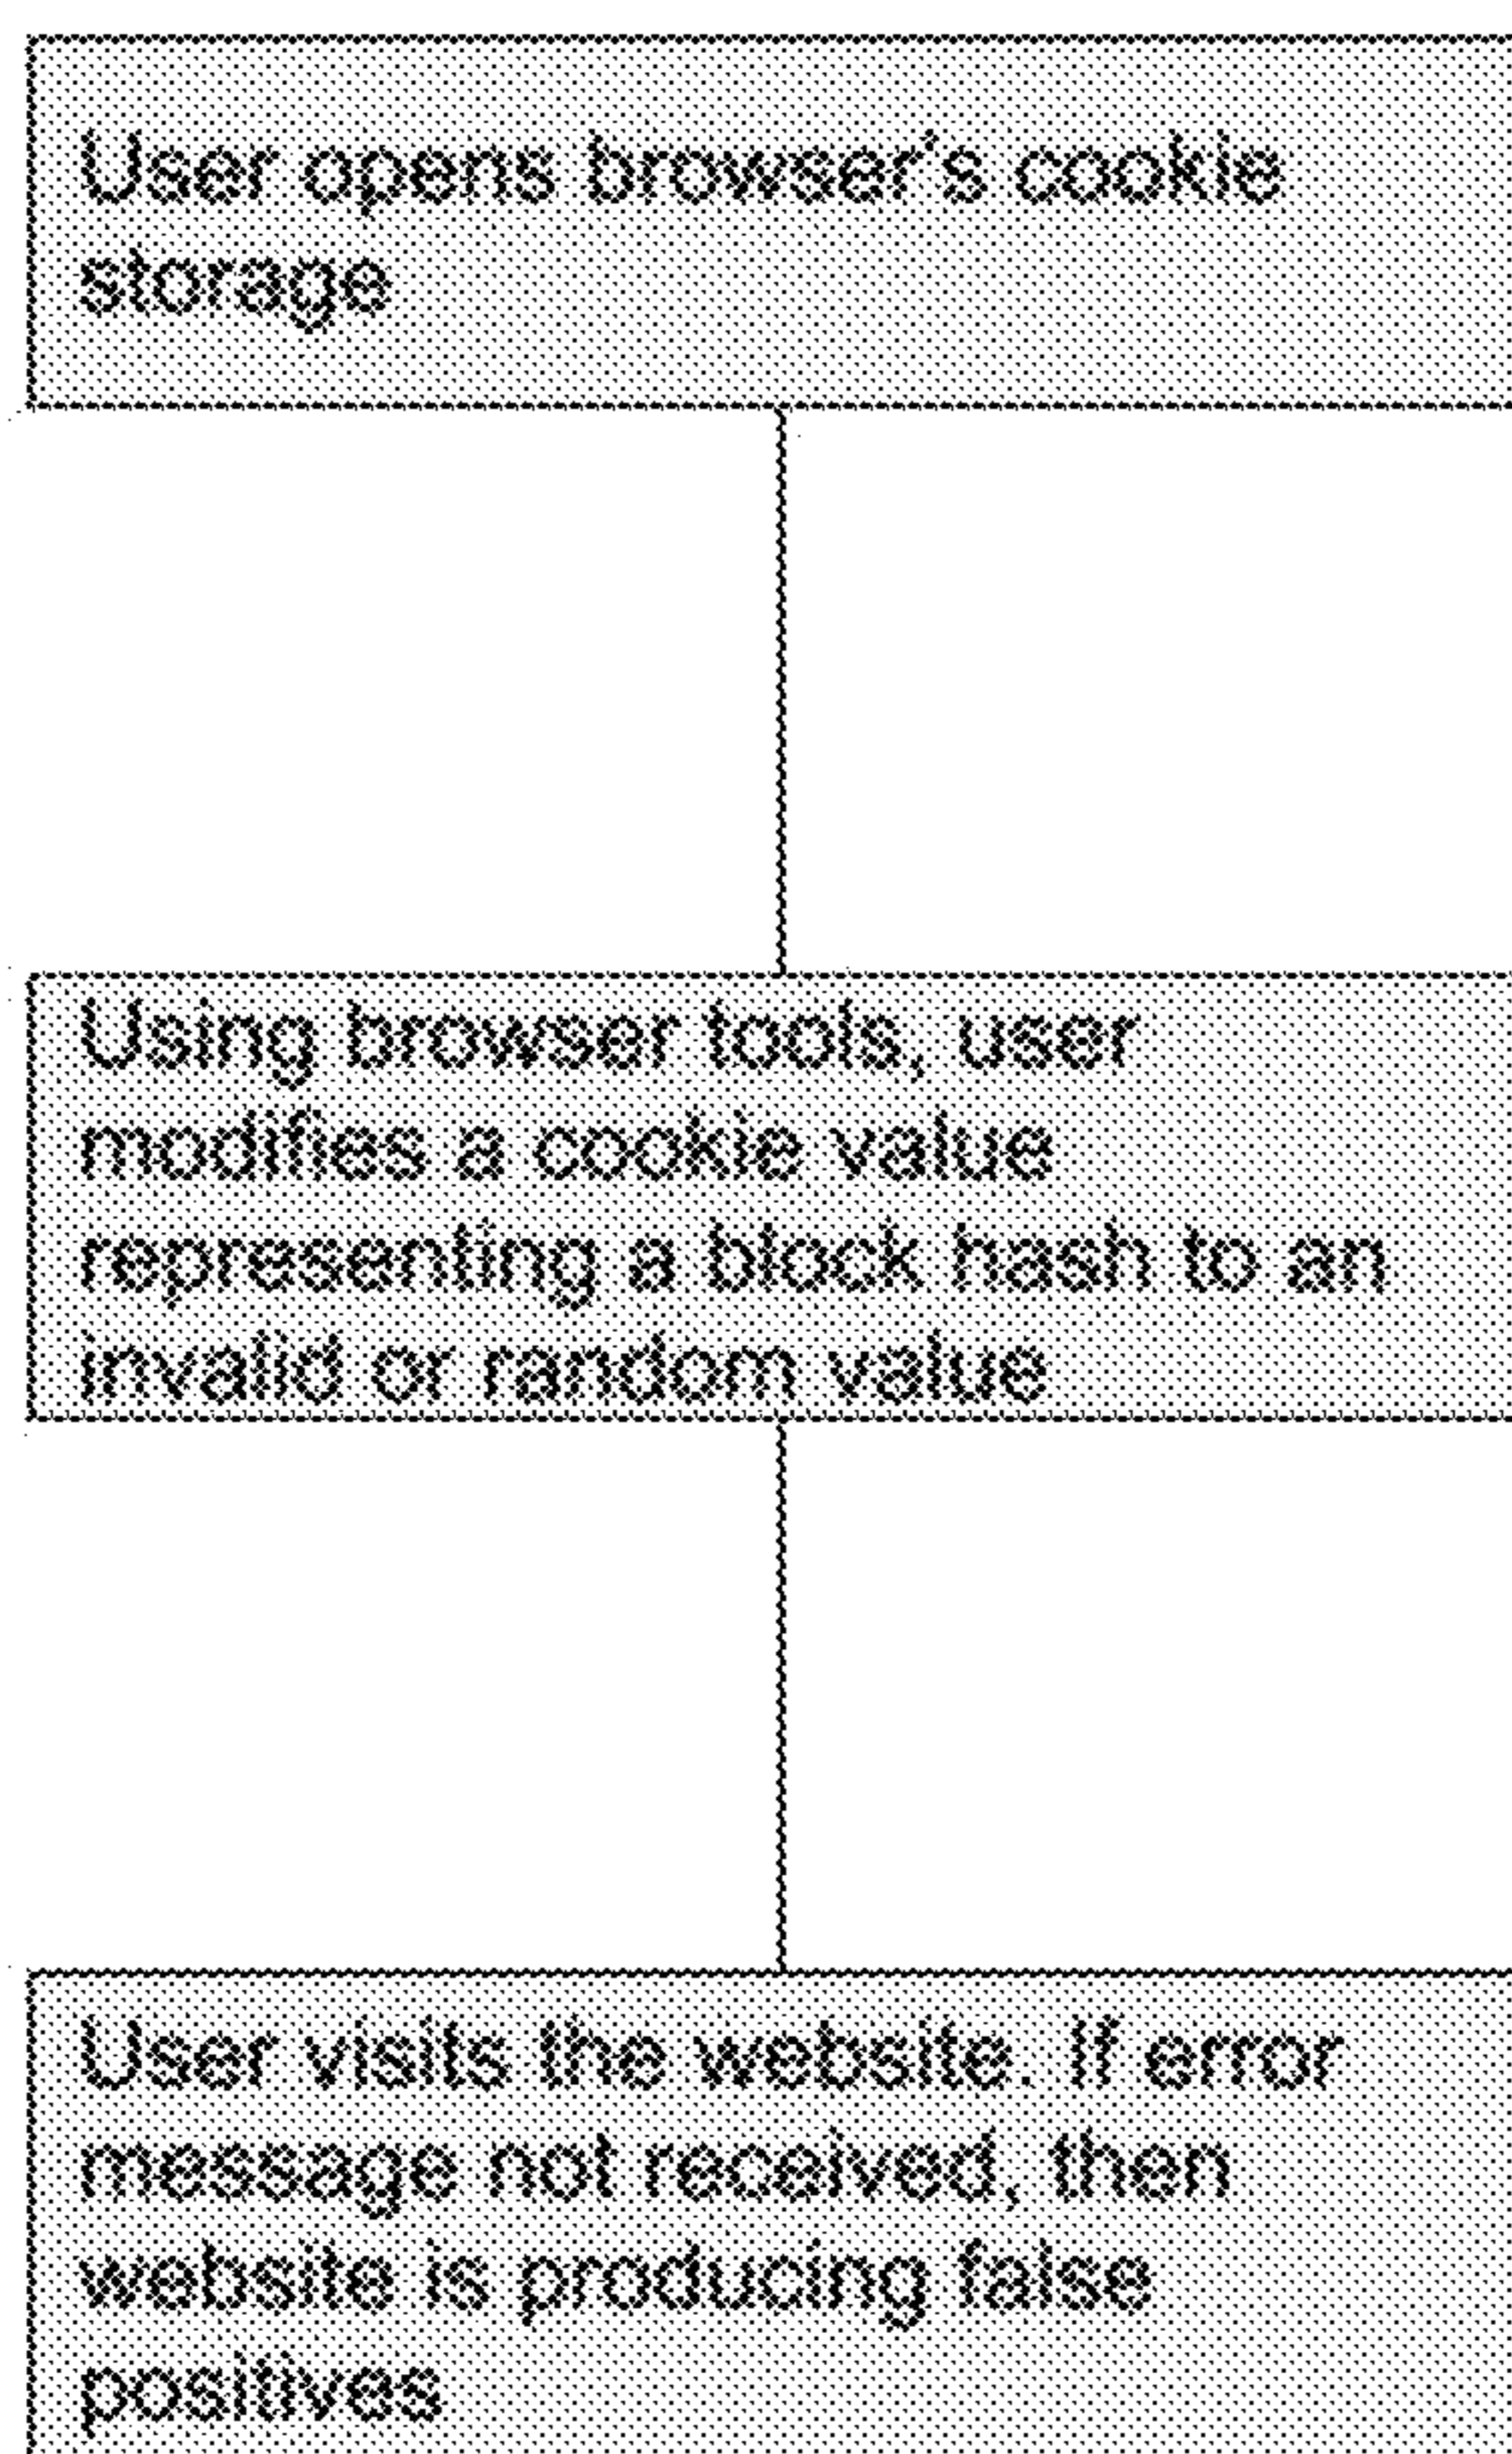 User opens browser's cookie
storage
Using browser tools, user
modifies a cookie value
representing a block hash to an
invalid or random value
User visits the website. If error
message not received, then
website is producing false
positives